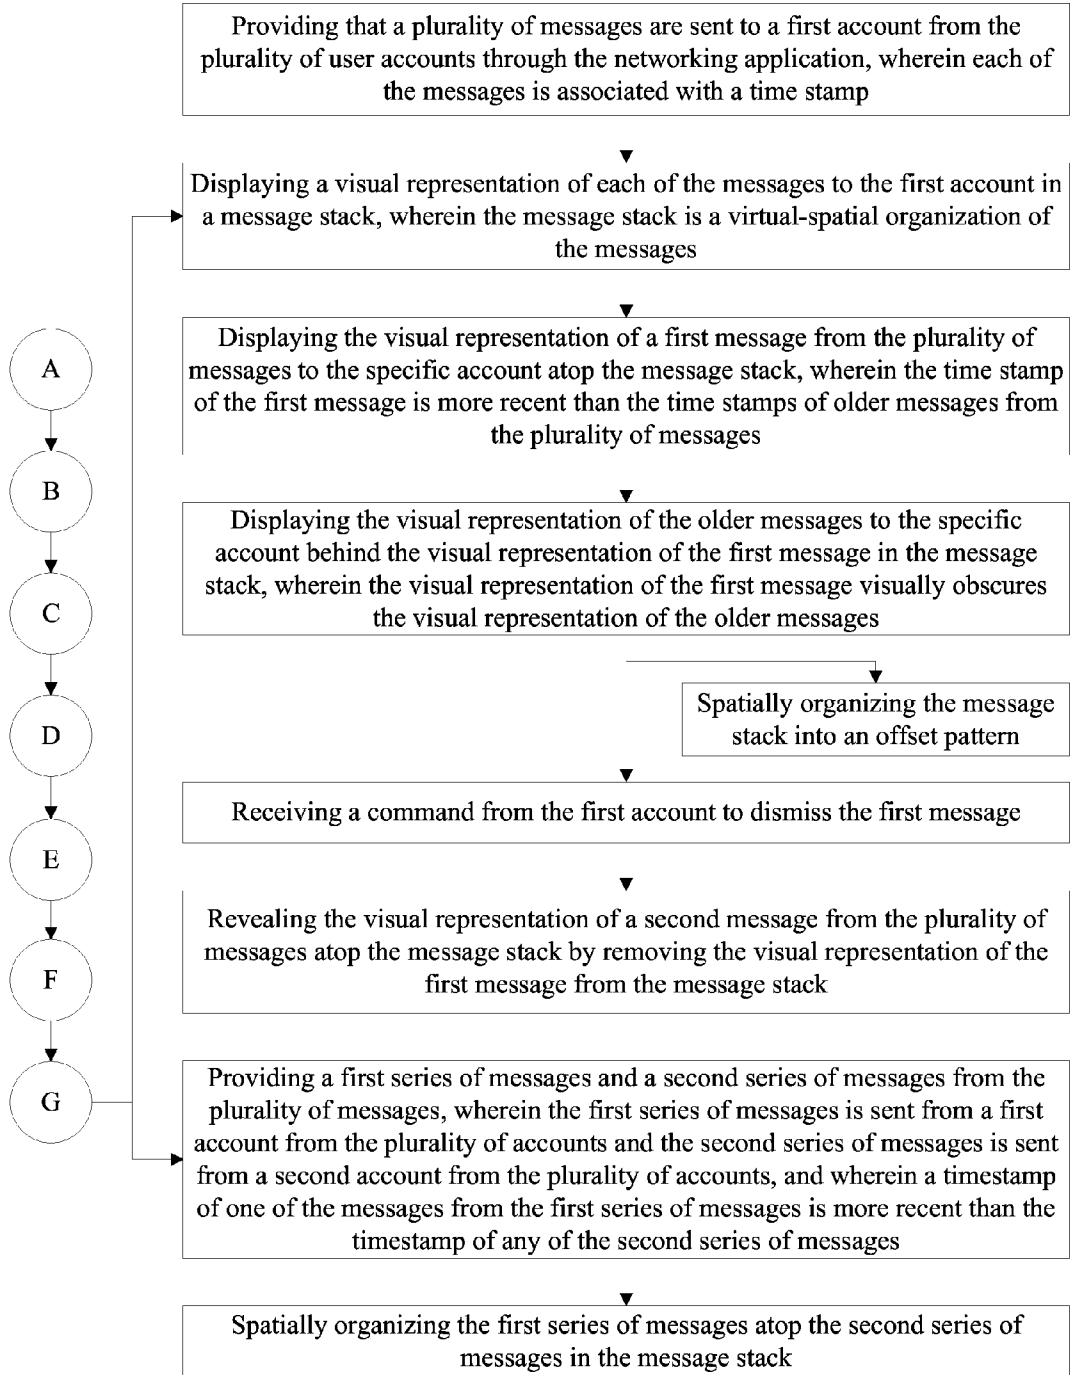 Providing that a plurality of messages are sent to a first account from the
plurality of user accounts through the networking application, wherein each of
the messages is associated with a time stamp
Displaying a visual representation of each of the messages to the first account in
a message stack, wherein the message stack is a virtual-spatial organization of
the messages
Displaying the visual representation of a first message from the plurality of
messages to the specific account atop the message stack, wherein the time stamp
of the first message is more recent than the time stamps of older messages from
the plurality of messages
Displaying the visual representation of the older messages to the specific
account behind the visual representation of the first message in the message
stack, wherein the visual representation of the first message visually obscures
the visual representation of the older messages
Spatially organizing the message
stack into an offset pattern
Receiving a command from the first account to dismiss the first message
Revealing the visual representation of a second message from the plurality of
messages atop the message stack by removing the visual representation of the
first message from the message stack
Providing a first series of messages and a second series of messages from the
plurality of messages, wherein the first series of messages is sent from a first
account from the plurality of accounts and the second series of messages is sent
from a second account from the plurality of accounts, and wherein a timestamp
of one of the messages from the first series of messages is more recent than the
timestamp of any of the second series of messages
Spatially organizing the first series of messages atop the second series of
messages in the message stack
A
B
C
D
E
F
G